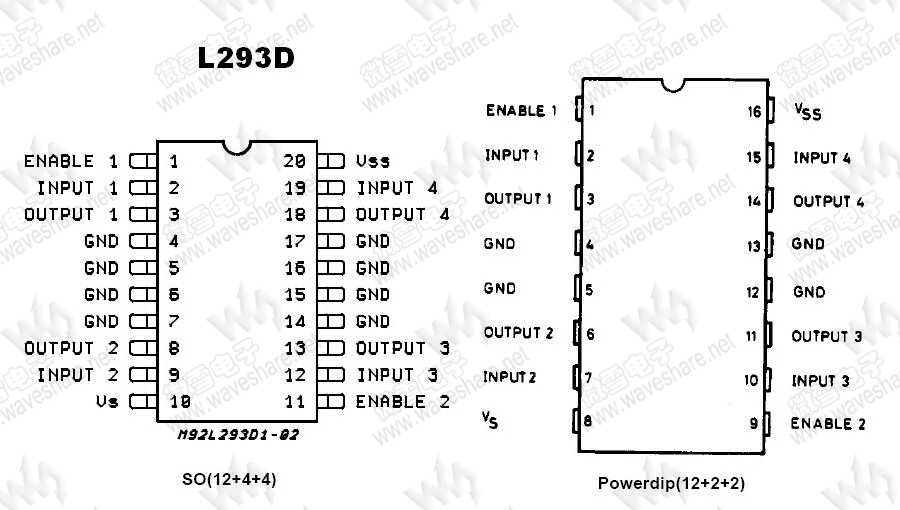 L293D
ENABLE 1 1 20 Vss
INPUT 1 2 19 INPUT 4
OUTPUT 1 3 18 OUTPUT 4
GND 4 17 GND
GND 5 16 GND
GND 6 15 GND
GND 7 14 GND
OUTPUT 2 8 13 OUTPUT 3
INPUT 2 9 12 INPUT 3
Vs 10 11 ENABLE 2
M92L293D1-02
SO(12+4+4)
ENABLE 1 1 16 VSS
INPUT 1 2 15 INPUT 4
OUTPUT 1 3 14 OUTPUT 4
GND 4 13 GND
GND 5 12 GND
OUTPUT 2 6 11 OUTPUT 3
INPUT 2 7 10 INPUT 3
VS 8 9 ENABLE 2
Powerdip(12+2+2)
微雪电子
www.waveshare.net